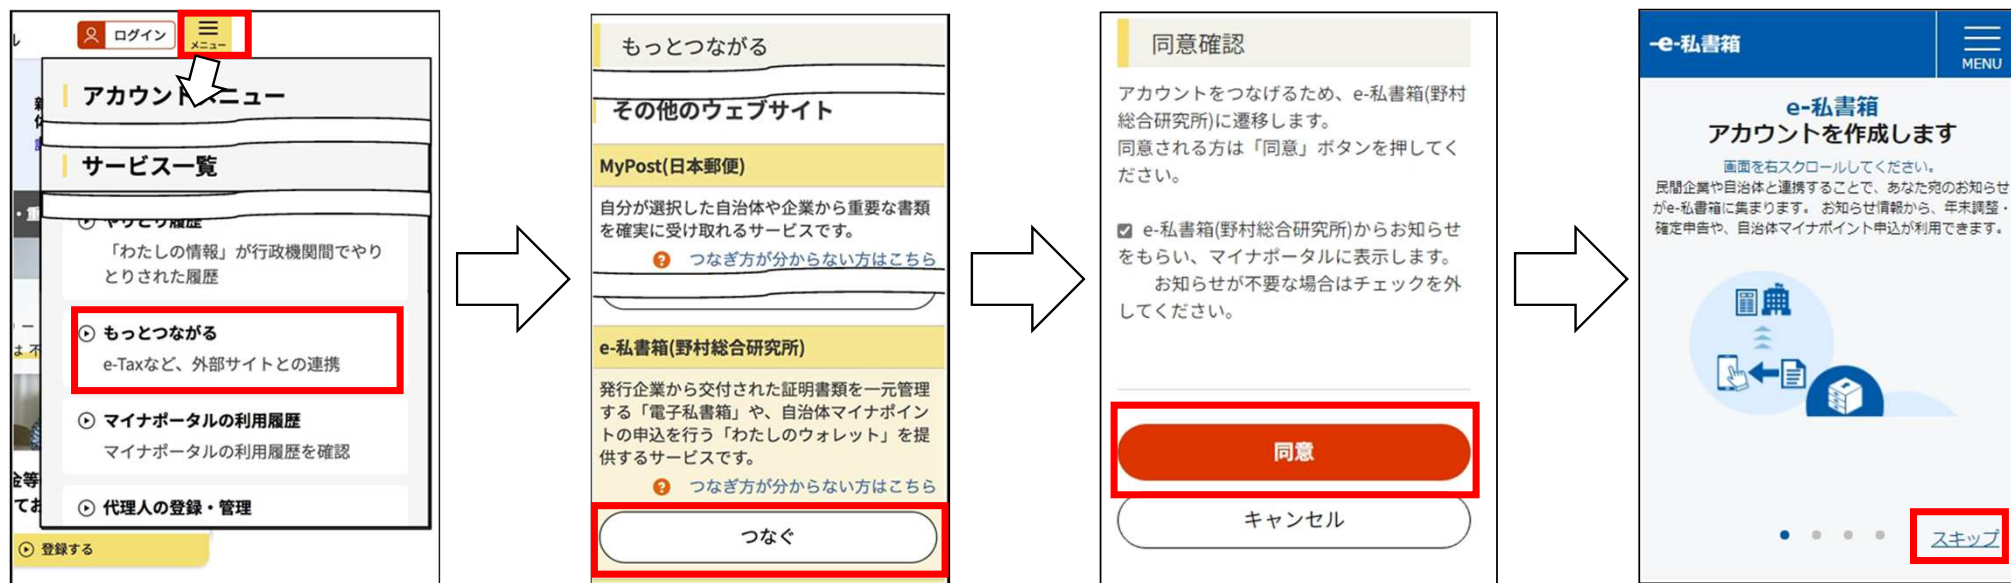 ル
ログイン
メニュー
アカウントメニュー
サービス一覧
やりとり履歴
「わたしの情報」が行政機関間でやり
とりされた履歴
もっとつながる
e-Taxなど、外部サイトとの連携
マイナポータルの利用履歴
マイナポータルの利用履歴を確認
代理人の登録・管理
は不
金等
てお
登録する
もっとつながる
その他のウェブサイト
MyPost(日本郵便)
自分が選択した自治体や企業から重要な書類
を確実に受け取れるサービスです。
つなぎ方が分からない方はこちら
e-私書箱(野村総合研究所)
発行企業から交付された証明書類を一元管理
する「電子私書箱」や、自治体マイナポイン
トの申込を行う「わたしのウォレット」を提
供するサービスです。
つなぎ方が分からない方はこちら
つなぐ
同意確認
アカウントをつなげるため、e-私書箱(野村
総合研究所)に遷移します。
同意される方は「同意」ボタンを押してく
ださい。
e-私書箱(野村総合研究所)からお知らせ
をもらい、マイナポータルに表示します。
お知らせが不要な場合はチェックを外
してください。
同意
キャンセル
-e-私書箱
MENU
e-私書箱
アカウントを作成します
画面を右スクロールしてください。
民間企業や自治体と連携することで、あなた宛のお知らせ
がe-私書箱に集まります。 お知らせ情報から、年末調整・
確定申告や、自治体マイナポイント申込が利用できます。
スキップ